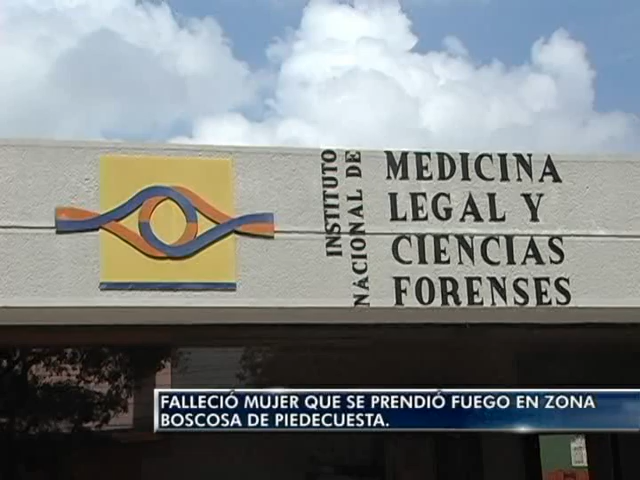 INSTITUTO
NACIONAL DE
MEDICINA
LEGAL Y
CIENCIAS
FORENSES
FALLECIÓ MUJER QUE SE PRENDIÓ FUEGO EN ZONA
BOSCOSA DE PIEDECUESTA.